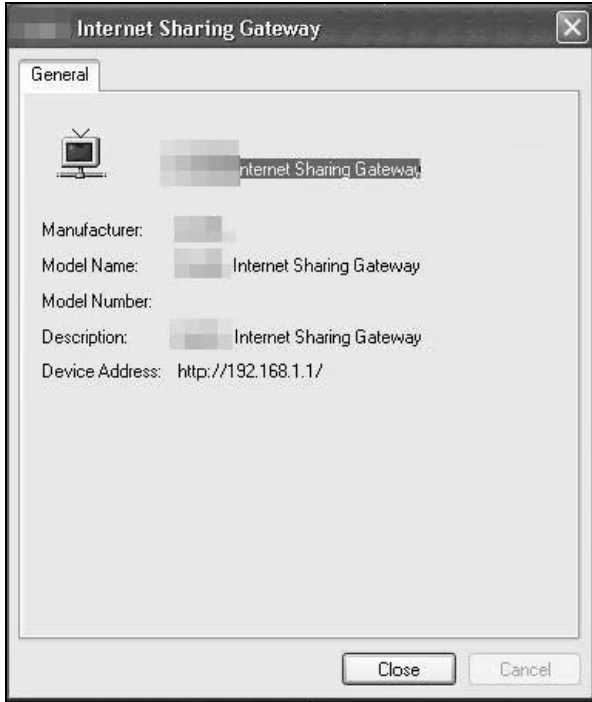 Internet Sharing Gateway
General
nternet Sharing Gateway
Manufacturer:
Model Name: Internet Sharing Gateway
Model Number:
Description: Internet Sharing Gateway
Device Address: http://192.168.1.1/
Close Cancel